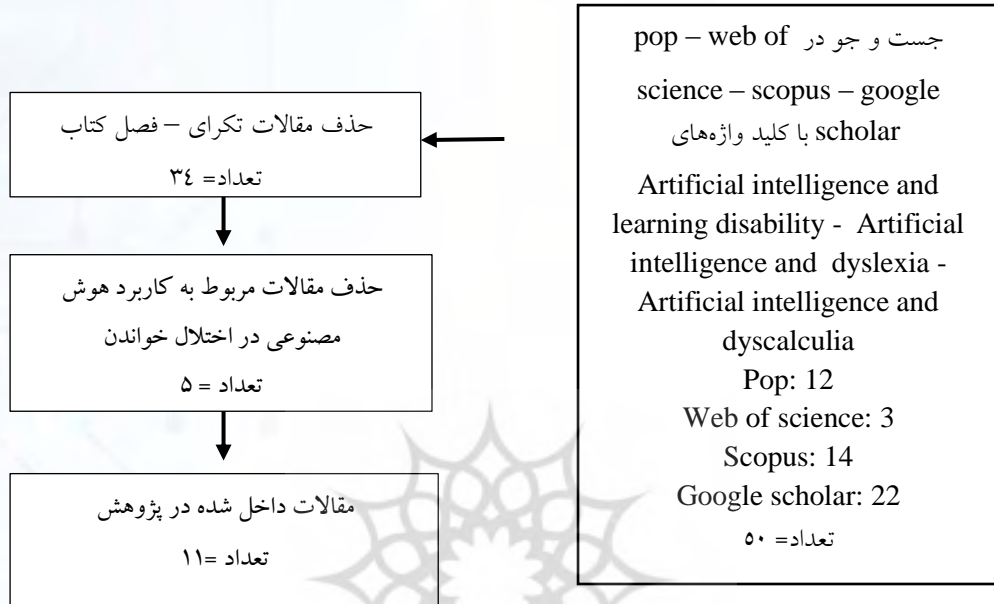 جست و جو در pop – web of
science – scopus – google
scholar با کلید واژه‌های
Artificial intelligence and
learning disability - Artificial
intelligence and dyslexia -
Artificial intelligence and
dyscalculia
Pop: 12
Web of science: 3
Scopus: 14
Google scholar: 22
تعداد= ۵۰
حذف مقالات تکرای – فصل کتاب
تعداد= ۳٤
حذف مقالات مربوط به کاربرد هوش
مصنوعی در اختلال خواندن
تعداد = ۵
مقالات داخل شده در پژوهش
تعداد =۱۱